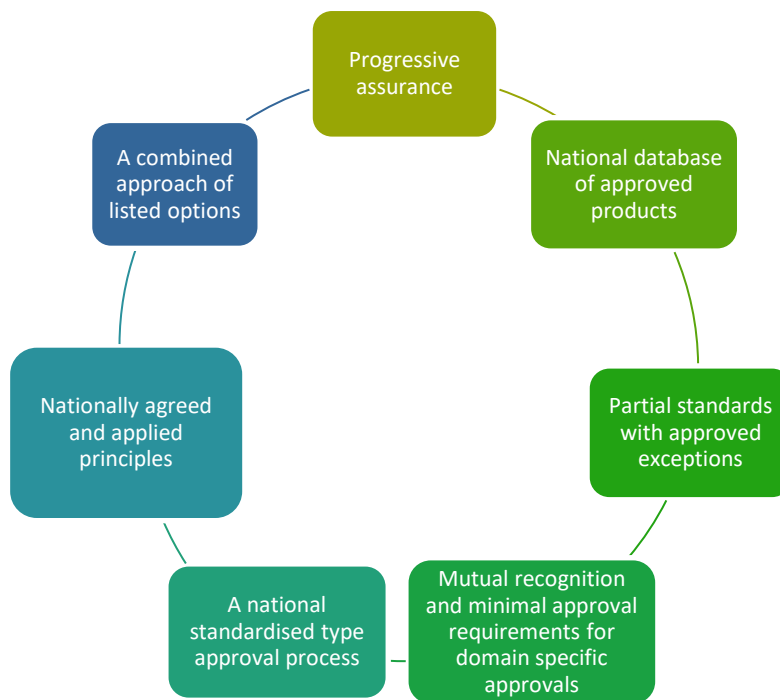 Progressive
assurance
National database
of approved
products
Partial standards
with approved
exceptions
Mutual recognition
and minimal approval
requirements for
domain specific
approvals
A national
standardised type
approval process
Nationally agreed
and applied
principles
A combined
approach of
listed options